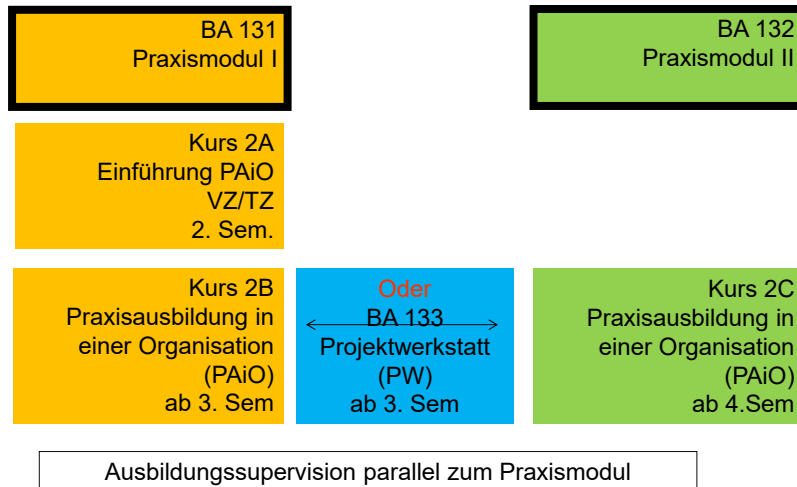 BA 131
Praxismodul I
BA 132
Praxismodul II
Kurs 2A
Einführung PAiO
VZ/TZ
2. Sem.
Kurs 2B
Praxisausbildung in
einer Organisation
(PAiO)
ab 3. Sem
Oder
BA 133
Projektwerkstatt
(PW)
ab 3. Sem
Kurs 2C
Praxisausbildung in
einer Organisation
(PAiO)
ab 4.Sem
Ausbildungssupervision parallel zum Praxismodul